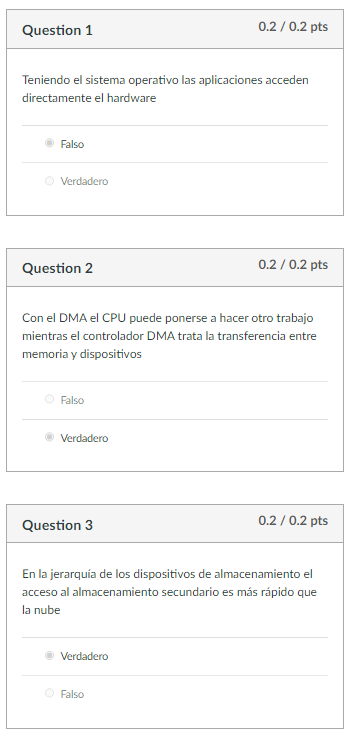 Question 1
0.2 / 0.2 pts
Teniendo el sistema operativo las aplicaciones acceden
directamente el hardware
Falso
Verdadero
Question 2
0.2 / 0.2 pts
Con el DMA el CPU puede ponerse a hacer otro trabajo
mientras el controlador DMA trata la transferencia entre
memoria y dispositivos
Falso
Verdadero
Question 3
0.2 / 0.2 pts
En la jerarquía de los dispositivos de almacenamiento el
acceso al almacenamiento secundario es más rápido que
la nube
Verdadero
Falso